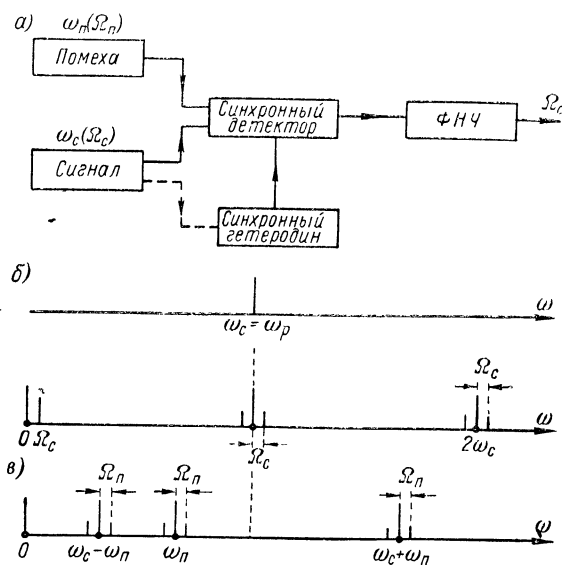 а)
ωп(Ωп)
Помеха
Синхронный
детектор
ФНЧ
Ωс
ωс(Ωс)
Сигнал
Синхронный
гетеродин
б)
ω
ωс = ωр
Ωс
ω
0 Ωс
Ωс
2ωс
в)
Ωп
Ωп
Ωп
ψ
0
ωс−ωп
ωп
ωс+ωп